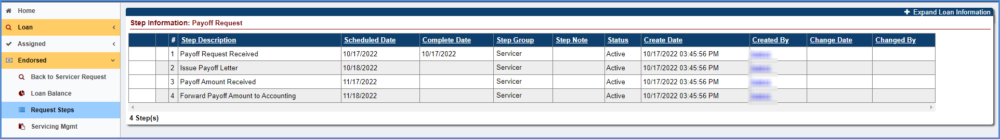 Home
Loan
Assigned
Endorsed
Back to Servicer Request
Loan Balance
Request Steps
Servicing Mgmt
Expand Loan Information
Step Information: Payoff Request
# Step Description Scheduled Date Complete Date Step Group Step Note Status Create Date Created By Change Date Changed By
1 Payoff Request Received 10/17/2022 10/17/2022 Servicer Active 10/17/2022 03:45:56 PM
2 Issue Payoff Letter 10/18/2022 Servicer Active 10/17/2022 03:45:56 PM
3 Payoff Amount Received 11/17/2022 Servicer Active 10/17/2022 03:45:56 PM
4 Forward Payoff Amount to Accounting 11/18/2022 Servicer Active 10/17/2022 03:45:56 PM
4 Step(s)